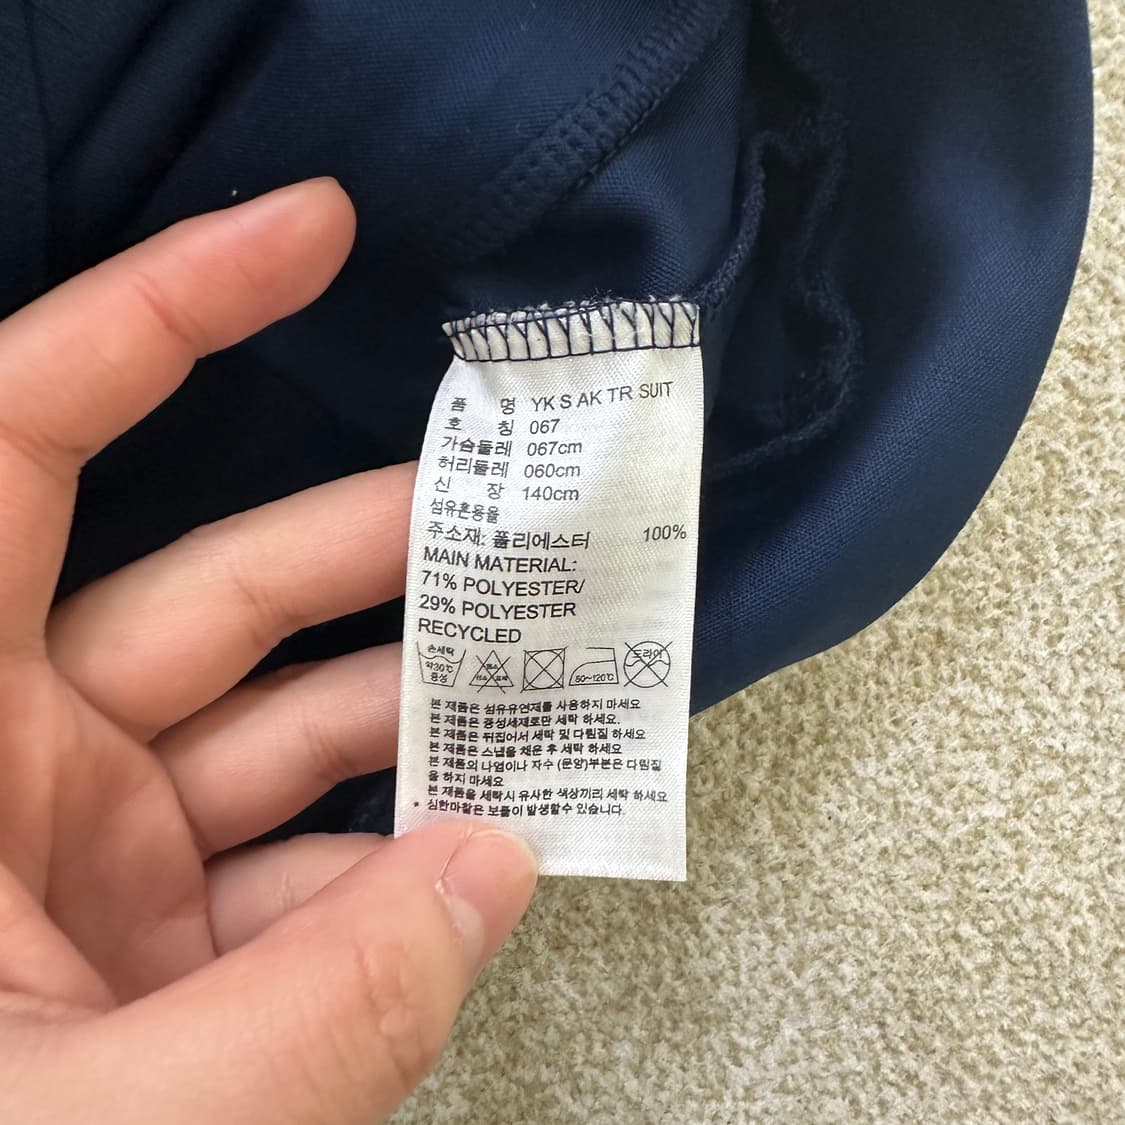 품 명 YK S AK TR SUIT
호 칭 067
가슴둘레 067cm
허리둘레 060cm
신 장 140cm
섬유혼용율
주소재: 폴리에스터 100%
MAIN MATERIAL:
71% POLYESTER/
29% POLYESTER
RECYCLED
손세탁
약30℃
중성
염소
산소표백
80~120℃
드라이
본 제품은 섬유유연제를 사용하지 마세요
본 제품은 중성세제로만 세탁 하세요.
본 제품은 뒤집어서 세탁 및 다림질 하세요
본 제품은 스냅을 채운 후 세탁 하세요
본 제품의 나염이나 자수 (문양)부분은 다림질
을 하지 마세요
본 제품을 세탁시 유사한 색상끼리 세탁 하세요
* 심한마찰은 보풀이 발생할수 있습니다.